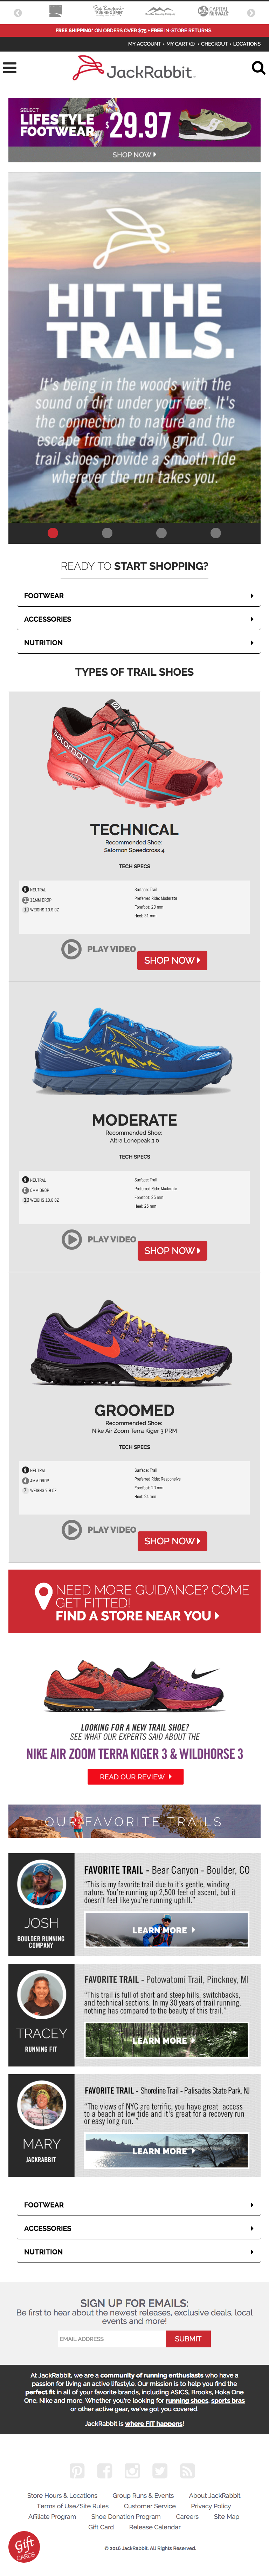 FREE SHIPPING* ON ORDERS OVER $75 • FREE IN-STORE RETURNS.
MY ACCOUNT • MY CART (0) • CHECKOUT • LOCATIONS
JackRabbit
SELECT
LIFESTYLE
FOOTWEAR
29.97
SHOP NOW
HIT THE
TRAILS.
It's being in the woods with the
sound of dirt under your feet. It's
the connection to nature and the
escape from the daily grind. Our
trail shoes provide a smooth ride
wherever the run takes you.
READY TO START SHOPPING?
FOOTWEAR
ACCESSORIES
NUTRITION
TYPES OF TRAIL SHOES
TECHNICAL
Recommended Shoe:
Salomon Speedcross 4
TECH SPECS
NEUTRAL
11MM DROP
WEIGHS 10.9 OZ
Surface: Trail
Preferred Ride: Moderate
Forefoot: 20 mm
Heel: 31 mm
PLAY VIDEO
SHOP NOW
MODERATE
Recommended Shoe:
Altra Lonepeak 3.0
TECH SPECS
NEUTRAL
0MM DROP
Surface: Trail
Preferred Ride: Moderate
Forefoot: 25 mm
Heel: 25 mm
PLAY VIDEO
SHOP NOW
GROOMED
Recommended Shoe:
Nike Air Zoom Terra Kiger 3 PRM
TECH SPECS
NEUTRAL
4MM DROP
WEIGHS 7.9 OZ
Surface: Trail
Preferred Ride: Responsive
Forefoot: 20 mm
Heel: 24 mm
PLAY VIDEO
SHOP NOW
NEED MORE GUIDANCE? COME
GET FITTED!
FIND A STORE NEAR YOU
LOOKING FOR A NEW TRAIL SHOE?
SEE WHAT OUR EXPERTS SAID ABOUT THE
NIKE AIR ZOOM TERRA KIGER 3 & WILDHORSE 3
READ OUR REVIEW
OUR FAVORITE TRAILS
JOSH
BOULDER RUNNING
COMPANY
FAVORITE TRAIL - Bear Canyon - Boulder, CO
"This is my favorite trail due to it's gentle, winding
nature. You're running up 2,500 feet of ascent, but it
doesn't feel like you're running uphill."
LEARN MORE
TRACEY
RUNNING FIT
FAVORITE TRAIL - Potowatomi Trail, Pinckney, MI
"This trail is full of short and steep hills, switchbacks,
and technical sections. In my 30 years of trail running,
nothing has compared to the beauty of this trail."
LEARN MORE
MARY
JACKRABBIT
FAVORITE TRAIL - Shoreline Trail - Palisades State Park, NJ
"The views of NYC are terrific, you have great access
to a beach at low tide and it's great for a recovery run
or easy long run."
LEARN MORE
FOOTWEAR
ACCESSORIES
NUTRITION
SIGN UP FOR EMAILS:
Be first to hear about the newest releases, exclusive deals, local
events and more!
EMAIL ADDRESS
SUBMIT
At JackRabbit, we are a community of running enthusiasts who have a
passion for living an active lifestyle. Our mission is to help you find the
perfect fit in all of your favorite brands, including ASICS, Brooks, Hoka One
One, Nike and more. Whether you're looking for running shoes, sports bras
or other active gear, we've got you covered.
JackRabbit is where FIT happens!
Store Hours & Locations Group Runs & Events About JackRabbit
Terms of Use/Site Rules Customer Service Privacy Policy
Affiliate Program Shoe Donation Program Careers Site Map
Gift Card Release Calendar
Gift
CARDS
© 2016 JackRabbit. All Rights Reserved.